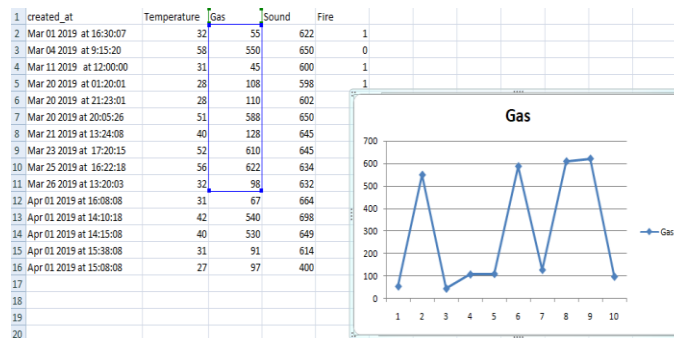 1 created_at Temperature Gas Sound Fire
2 Mar 01 2019 at 16:30:07 32 55 622 1
3 Mar 04 2019 at 9:15:20 58 550 650 0
4 Mar 11 2019 at 12:00:00 31 45 600 1
5 Mar 20 2019 at 01:20:01 28 108 598 1
6 Mar 20 2019 at 21:23:01 28 110 602
7 Mar 20 2019 at 20:05:26 51 588 650
8 Mar 21 2019 at 13:24:08 40 128 645
9 Mar 23 2019 at 17:20:15 52 610 645
10 Mar 25 2019 at 16:22:18 56 622 634
11 Mar 26 2019 at 13:20:03 32 98 632
12 Apr 01 2019 at 16:08:08 31 67 664
13 Apr 01 2019 at 14:10:18 42 540 698
14 Apr 01 2019 at 14:15:08 40 530 649
15 Apr 01 2019 at 15:38:08 31 91 614
16 Apr 01 2019 at 15:08:08 27 97 400
17
18
19
20
Gas
700
600
500
400
300
200
100
0
1 2 3 4 5 6 7 8 9 10
Gas